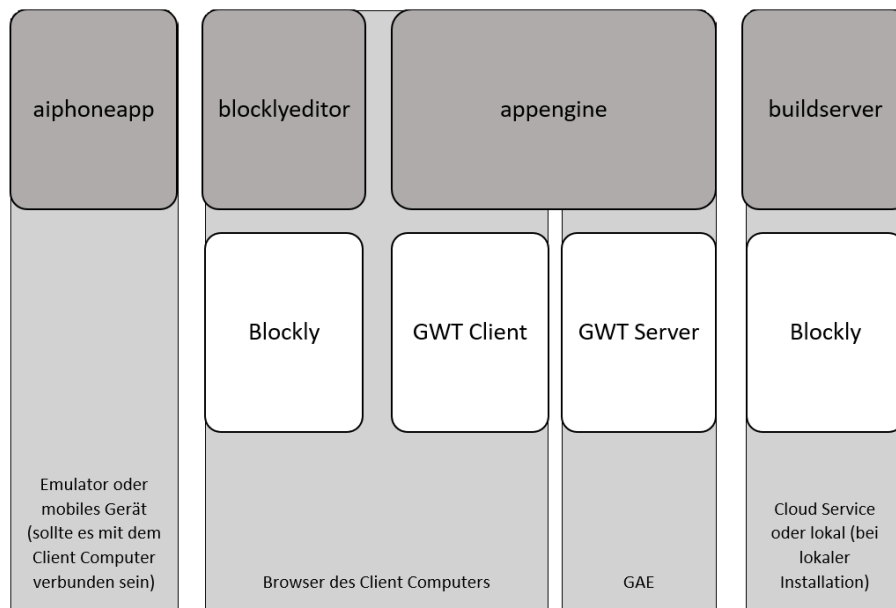 aiphoneapp
blocklyeditor
appengine
buildserver
Blockly
GWT Client
GWT Server
Blockly
Emulator oder
mobiles Gerät
(sollte es mit dem
Client Computer
verbunden sein)
Browser des Client Computers
GAE
Cloud Service
oder lokal (bei
lokaler
Installation)